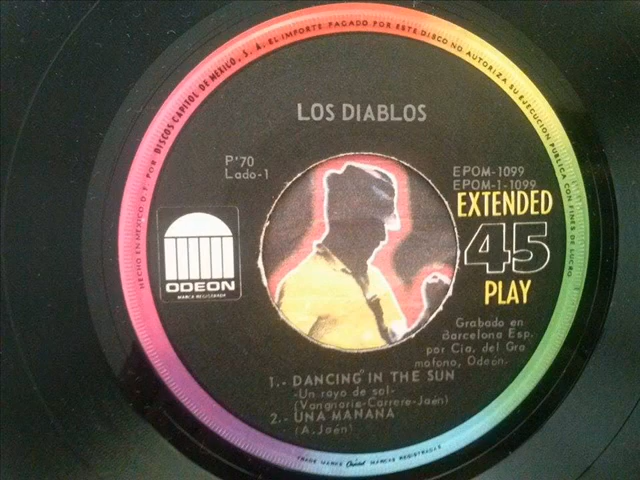 HECHO EN MEXICO D.F. POR DISCOS CAPITOL DE MEXICO, S. A. EL IMPORTE PAGADO POR ESTE DISCO NO AUTORIZA SU EJECUCION PUBLICA CON FINES DE LUCRO
LOS DIABLOS
P'70
Lado-1
EPOM-1099
EPOM-1-1099
EXTENDED
45
PLAY
ODEON
MARCA REGISTRADA
Grabado en
Barcelona Esp.
por Cia. del Gra
mofono, Odeón.
1.- DANCING IN THE SUN
-Un rayo de sol-
(Vangnarie-Carrere-Jaén)
2.- UNA MAÑANA
(A. Jaén)
TRADE MARKS Capitol MARCAS REGISTRADAS